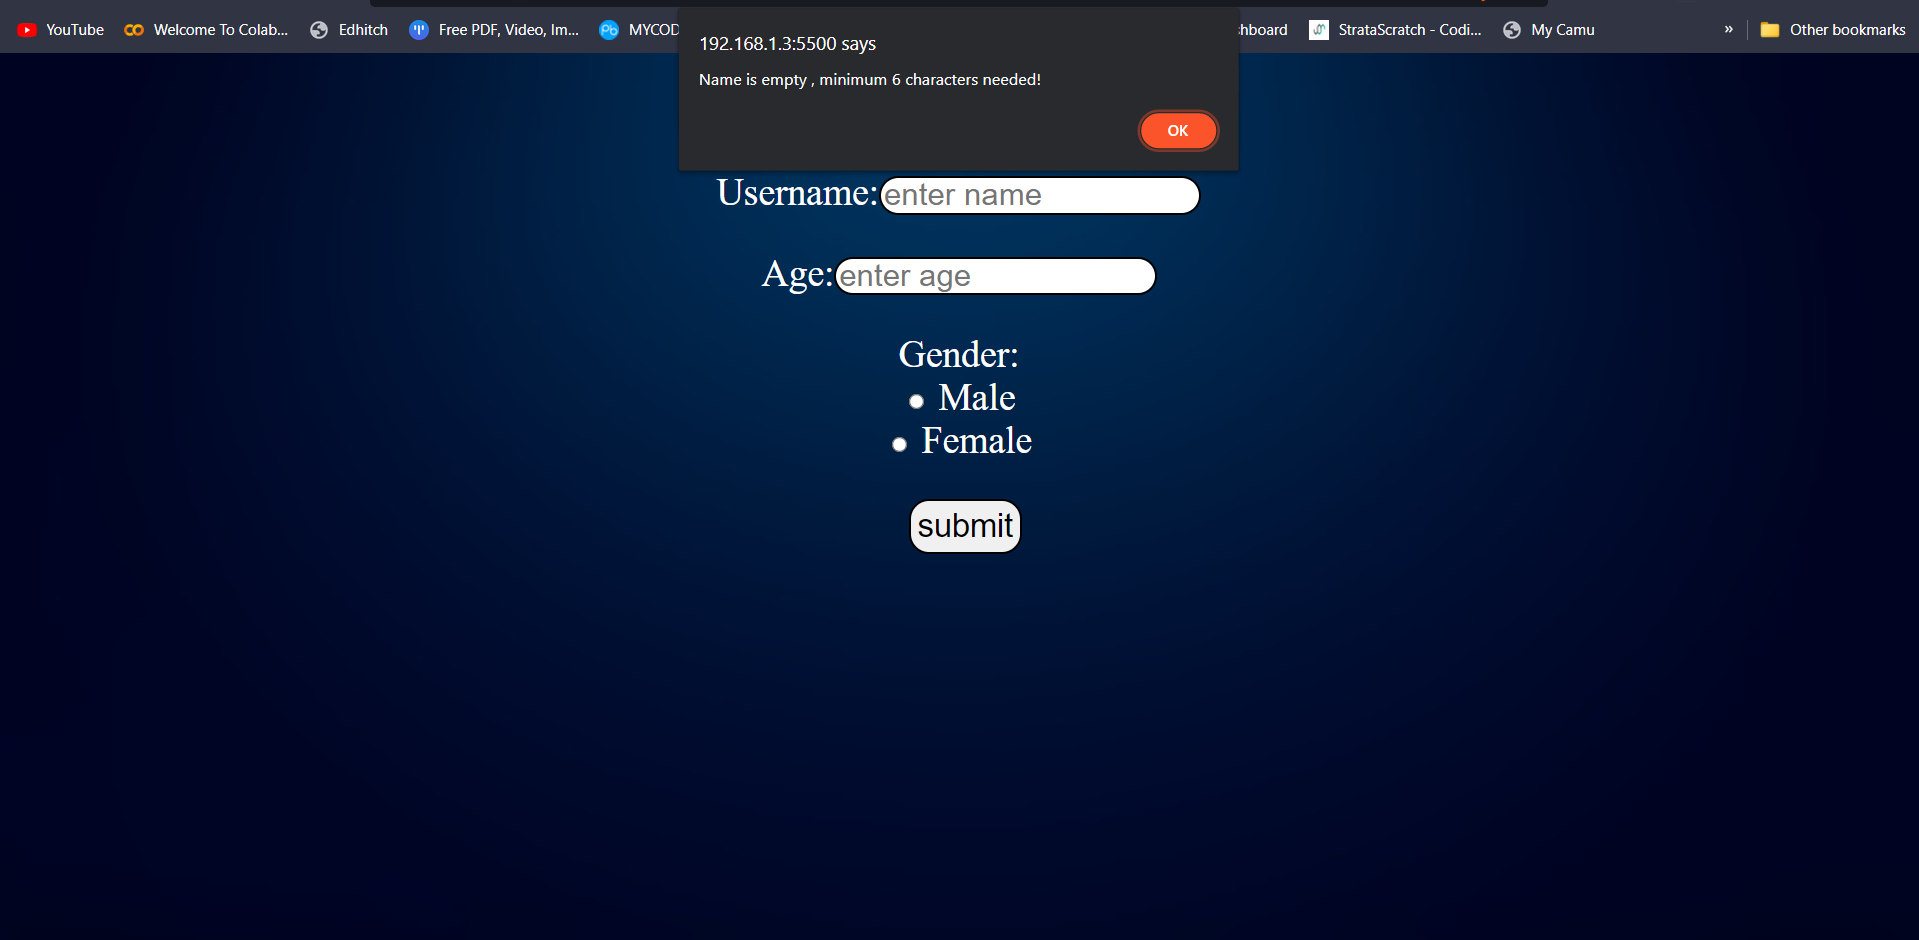 YouTube Welcome To Colab... Edhitch Free PDF, Video, Im... MYCOD shboard StrataScratch - Codi... My Camu » Other bookmarks
192.168.1.3:5500 says
Name is empty , minimum 6 characters needed!
OK
Username: enter name
Age: enter age
Gender:
Male
Female
submit